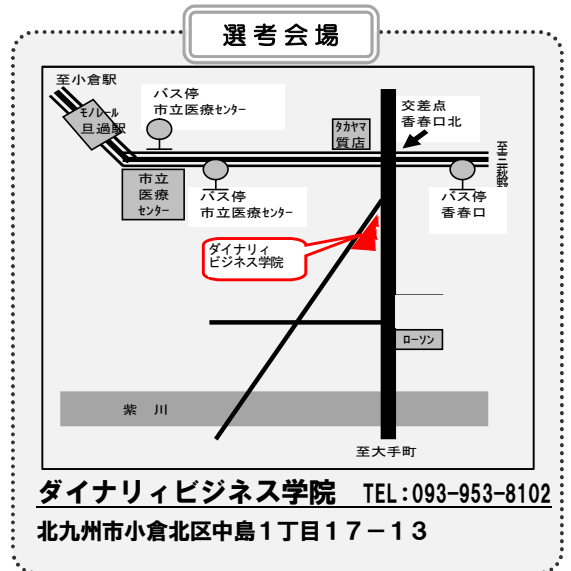 選考会場
至小倉駅
バス停
市立医療ｾﾝﾀｰ
ﾓﾉﾚｰﾙ
旦過駅
ﾀｶﾔﾏ
質店
交差点
香春口北
至三萩野
市立
医療
ｾﾝﾀｰ
バス停
市立医療ｾﾝﾀｰ
バス停
香春口
ダイナリィ
ビジネス学院
ﾛｰｿﾝ
紫 川
至大手町
ダイナリィビジネス学院 TEL:093-953-8102
北九州市小倉北区中島１丁目１７－１３